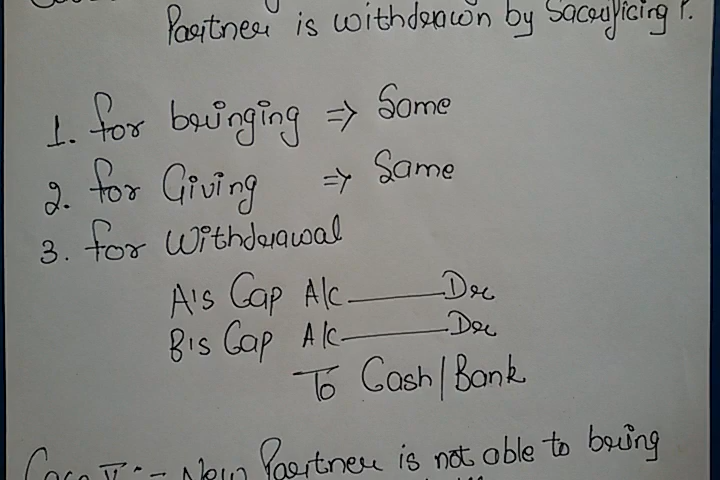 Partner is withdrawn by Sacrificing P.
1. for bringing => Same
2. for Giving => Same
3. for Withdrawal
A's Cap A/c ——— Dr
B's Cap A/c ——— Dr
To Cash/Bank
Case V :- New Partner is not able to bring